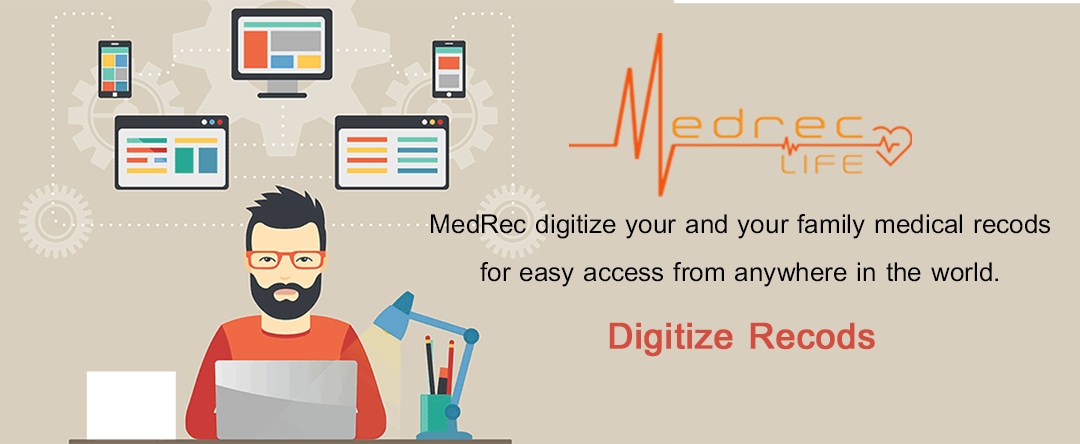 Medrec
LIFE
MedRec digitize your and your family medical recods
for easy access from anywhere in the world.
Digitize Recods